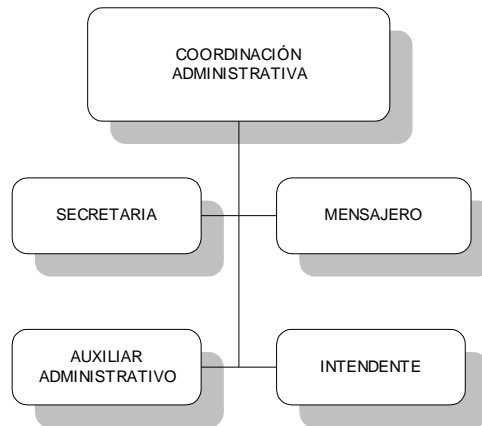 COORDINACIÓN
ADMINISTRATIVA
SECRETARIA
MENSAJERO
AUXILIAR
ADMINISTRATIVO
INTENDENTE